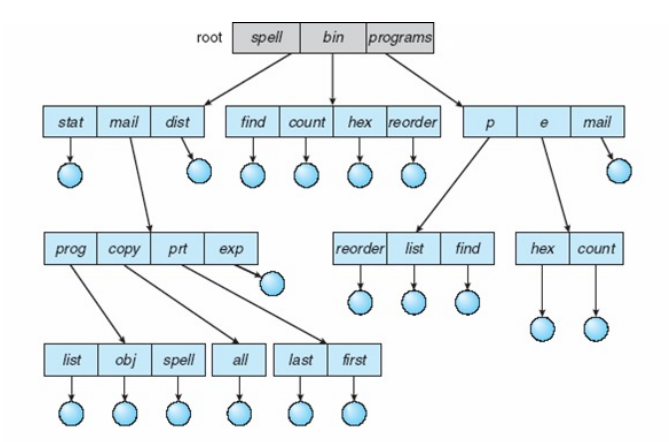 root spell bin programs
stat mail dist find count hex reorder p e mail
prog copy prt exp reorder list find hex count
list obj spell all last first